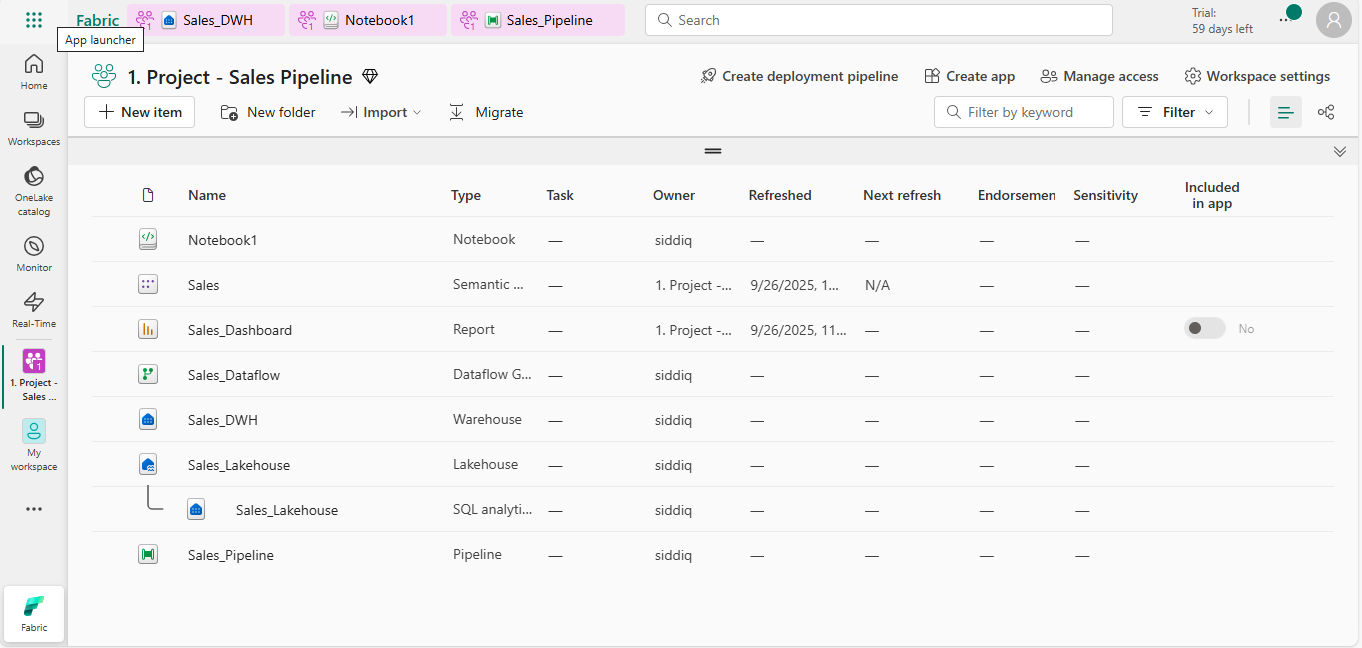 Fabric
Sales_DWH
Notebook1
Sales_Pipeline
Search
Trial:
59 days left
App launcher
Home
Workspaces
OneLake
catalog
Monitor
Real-Time
1. Project -
Sales ...
My
workspace
Fabric
1. Project - Sales Pipeline
Create deployment pipeline
Create app
Manage access
Workspace settings
New item
New folder
Import
Migrate
Filter by keyword
Filter
Name Type Task Owner Refreshed Next refresh Endorsemen Sensitivity Included
in app
Notebook1 Notebook — siddiq — — — —
Sales Semantic ... — 1. Project -... 9/26/2025, 1... N/A — —
Sales_Dashboard Report — 1. Project -... 9/26/2025, 11... — — — No
Sales_Dataflow Dataflow G... — siddiq — — — —
Sales_DWH Warehouse — siddiq — — — —
Sales_Lakehouse Lakehouse — siddiq — — — —
Sales_Lakehouse SQL analyti... — siddiq — — — —
Sales_Pipeline Pipeline — siddiq — — — —